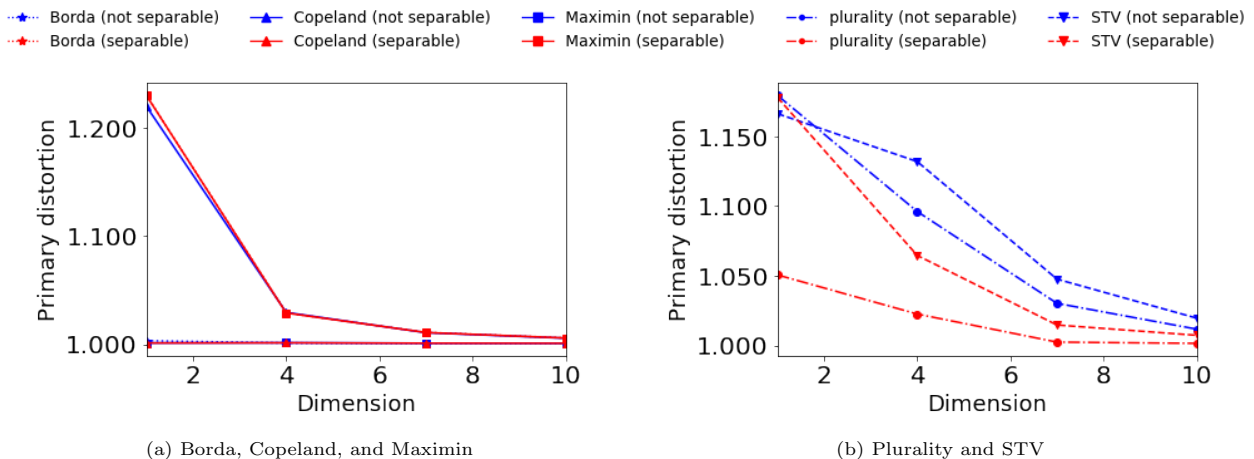 Borda (not separable) Copeland (not separable) Maximin (not separable) plurality (not separable) STV (not separable)
Borda (separable) Copeland (separable) Maximin (separable) plurality (separable) STV (separable)
Primary distortion
1.200
1.100
1.000
2 4 6 8 10
Dimension
(a) Borda, Copeland, and Maximin
Primary distortion
1.150
1.100
1.050
1.000
2 4 6 8 10
Dimension
(b) Plurality and STV